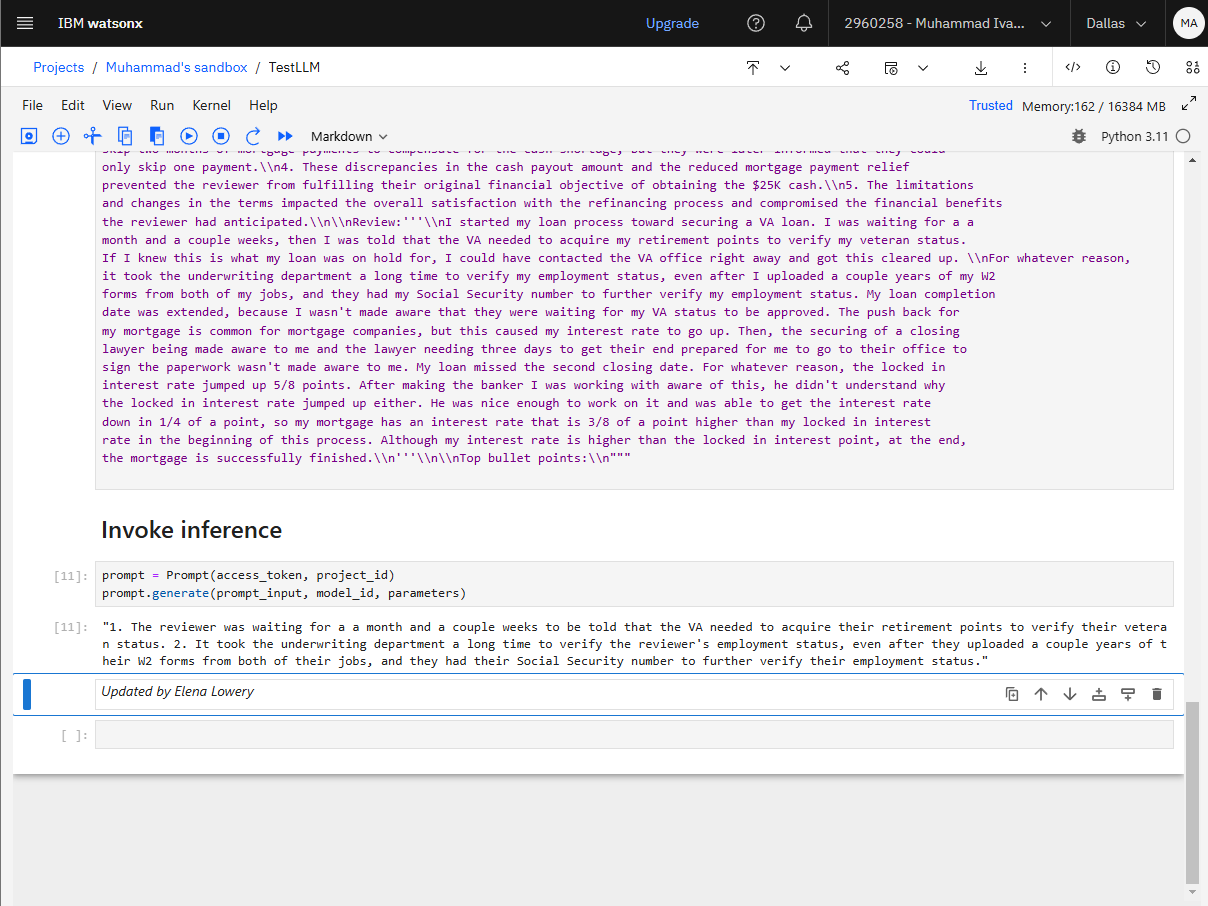 IBM watsonx
Upgrade
2960258 - Muhammad Iva...
Dallas
MA
Projects / Muhammad's sandbox / TestLLM
File Edit View Run Kernel Help
Trusted Memory:162 / 16384 MB
Markdown
Python 3.11
skip two months of mortgage payments to compensate for the cash shortage, but they were later informed that they could
only skip one payment.\\n4. These discrepancies in the cash payout amount and the reduced mortgage payment relief
prevented the reviewer from fulfilling their original financial objective of obtaining the $25K cash.\\n5. The limitations
and changes in the terms impacted the overall satisfaction with the refinancing process and compromised the financial benefits
the reviewer had anticipated.\\n\\nReview:'''\\nI started my loan process toward securing a VA loan. I was waiting for a a
month and a couple weeks, then I was told that the VA needed to acquire my retirement points to verify my veteran status.
If I knew this is what my loan was on hold for, I could have contacted the VA office right away and got this cleared up. \\nFor whatever reason,
it took the underwriting department a long time to verify my employment status, even after I uploaded a couple years of my W2
forms from both of my jobs, and they had my Social Security number to further verify my employment status. My loan completion
date was extended, because I wasn't made aware that they were waiting for my VA status to be approved. The push back for
my mortgage is common for mortgage companies, but this caused my interest rate to go up. Then, the securing of a closing
lawyer being made aware to me and the lawyer needing three days to get their end prepared for me to go to their office to
sign the paperwork wasn't made aware to me. My loan missed the second closing date. For whatever reason, the locked in
interest rate jumped up 5/8 points. After making the banker I was working with aware of this, he didn't understand why
the locked in interest rate jumped up either. He was nice enough to work on it and was able to get the interest rate
down in 1/4 of a point, so my mortgage has an interest rate that is 3/8 of a point higher than my locked in interest
rate in the beginning of this process. Although my interest rate is higher than the locked in interest point, at the end,
the mortgage is successfully finished.\\n'''\\n\\nTop bullet points:\\n"""
Invoke inference
[11]: prompt = Prompt(access_token, project_id)
prompt.generate(prompt_input, model_id, parameters)
[11]: "1. The reviewer was waiting for a a month and a couple weeks to be told that the VA needed to acquire their retirement points to verify their vetera
n status. 2. It took the underwriting department a long time to verify the reviewer's employment status, even after they uploaded a couple years of t
heir W2 forms from both of their jobs, and they had their Social Security number to further verify their employment status."
Updated by Elena Lowery
[ ]: